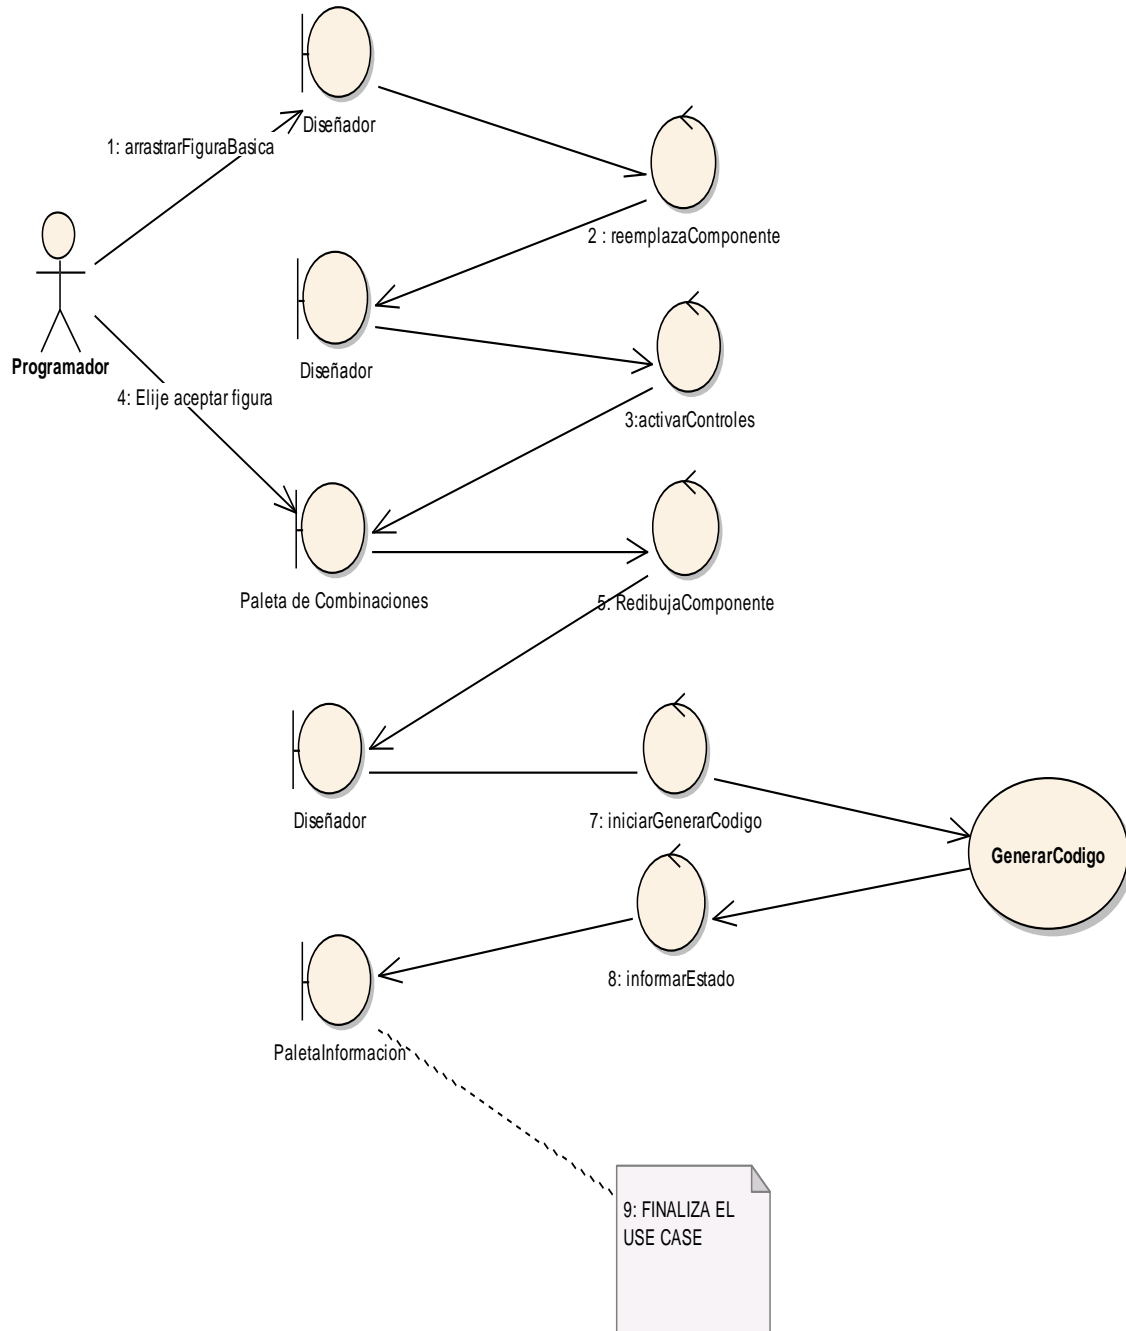 Diseñador
1: arrastrarFiguraBasica
2 : reemplazaComponente
Programador
Diseñador
4: Elije aceptar figura
3:activarControles
Paleta de Combinaciones
5: RedibujaComponente
Diseñador
7: iniciarGenerarCodigo
GenerarCodigo
8: informarEstado
PaletaInformacion
9: FINALIZA EL
USE CASE